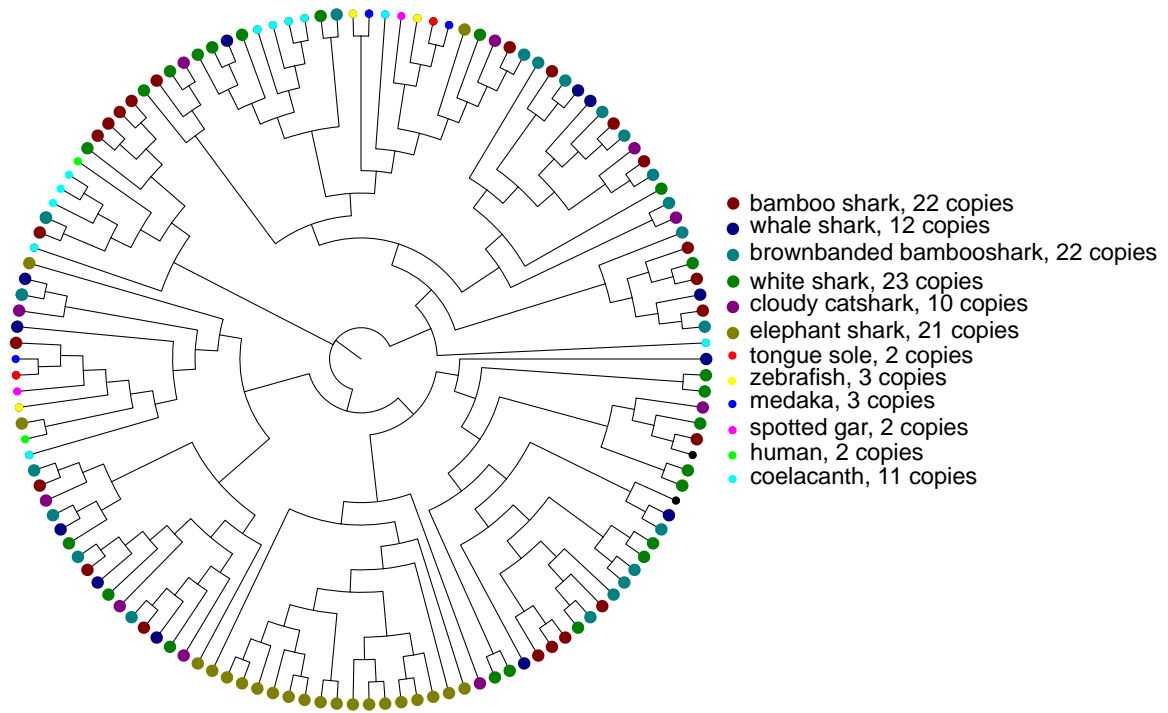 bamboo shark, 22 copies
whale shark, 12 copies
brownbanded bambooshark, 22 copies
white shark, 23 copies
cloudy catshark, 10 copies
elephant shark, 21 copies
tongue sole, 2 copies
zebrafish, 3 copies
medaka, 3 copies
spotted gar, 2 copies
human, 2 copies
coelacanth, 11 copies